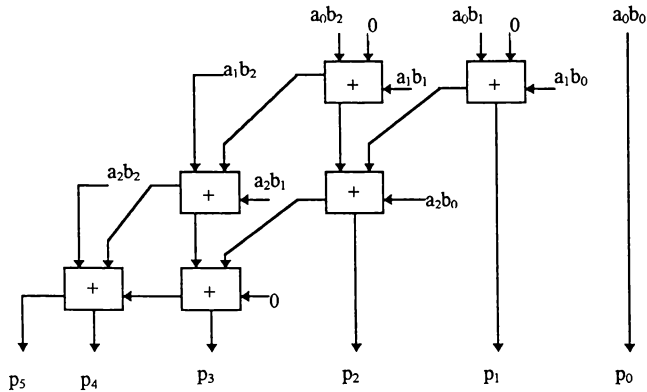 a₀b₂ 0 a₀b₁ 0 a₀b₀
a₁b₂ + a₁b₁ + a₁b₀
a₂b₂ + a₂b₁ + a₂b₀
+ + 0
p₅ p₄ p₃ p₂ p₁ p₀